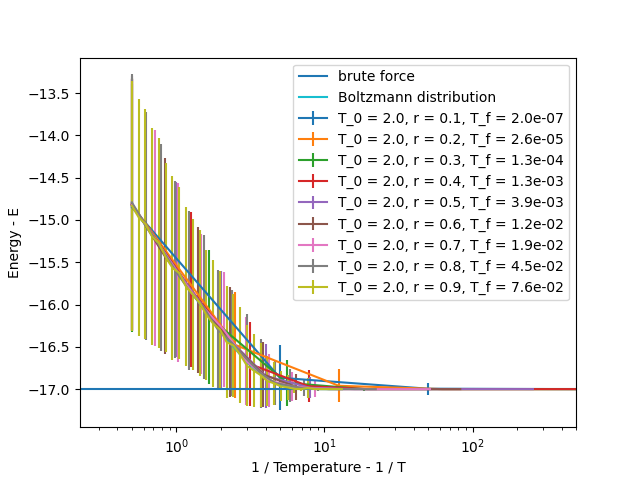 brute force
Boltzmann distribution
T_0 = 2.0, r = 0.1, T_f = 2.0e-07
T_0 = 2.0, r = 0.2, T_f = 2.6e-05
T_0 = 2.0, r = 0.3, T_f = 1.3e-04
T_0 = 2.0, r = 0.4, T_f = 1.3e-03
T_0 = 2.0, r = 0.5, T_f = 3.9e-03
T_0 = 2.0, r = 0.6, T_f = 1.2e-02
T_0 = 2.0, r = 0.7, T_f = 1.9e-02
T_0 = 2.0, r = 0.8, T_f = 4.5e-02
T_0 = 2.0, r = 0.9, T_f = 7.6e-02
Energy - E
−13.5
−14.0
−14.5
−15.0
−15.5
−16.0
−16.5
−17.0
10⁰ 10¹ 10²
1 / Temperature - 1 / T